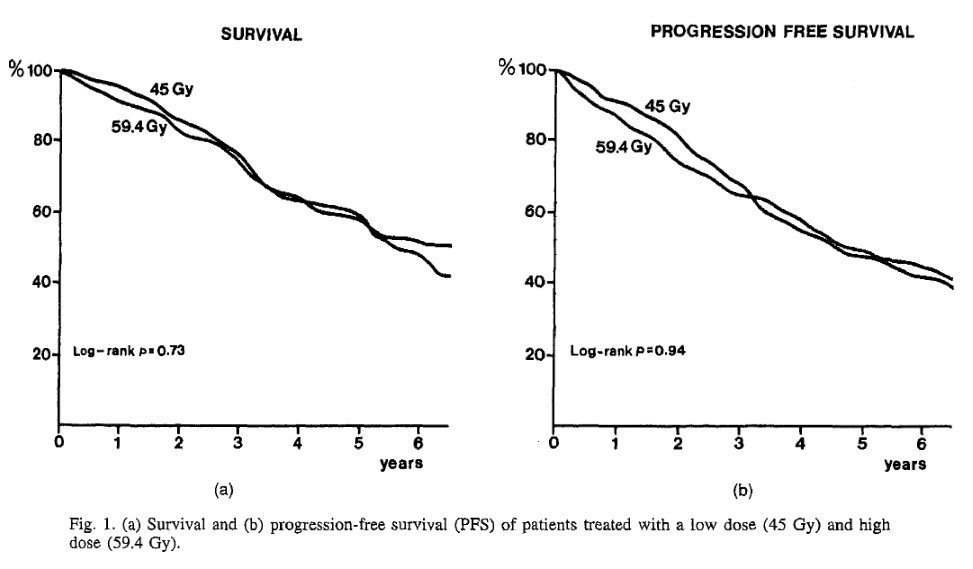 SURVIVAL
PROGRESSION FREE SURVIVAL
% 100
80
60
40
20
45 Gy
59.4 Gy
Log-rank p=0.73
0 1 2 3 4 5 6
years
(a)
% 100
80
60
40
20
45 Gy
59.4 Gy
Log-rank p=0.94
0 1 2 3 4 5 6
years
(b)
Fig. 1. (a) Survival and (b) progression-free survival (PFS) of patients treated with a low dose (45 Gy) and high
dose (59.4 Gy).